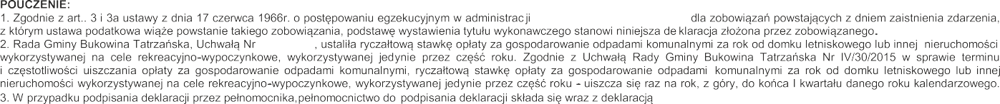 POUCZENIE:
1. Zgodnie z art.. 3 i 3a ustawy z dnia 17 czerwca 1966r. o postępowaniu egzekucyjnym w administracji dla zobowiązań powstających z dniem zaistnienia zdarzenia,
z którym ustawa podatkowa wiąże powstanie takiego zobowiązania, podstawę wystawienia tytułu wykonawczego stanowi niniejsza deklaracja złożona przez zobowiązanego.
2. Rada Gminy Bukowina Tatrzańska, Uchwałą Nr , ustaliła ryczałtową stawkę opłaty za gospodarowanie odpadami komunalnymi za rok od domku letniskowego lub innej nieruchomości
wykorzystywanej na cele rekreacyjno-wypoczynkowe, wykorzystywanej jedynie przez część roku. Zgodnie z Uchwałą Rady Gminy Bukowina Tatrzańska Nr IV/30/2015 w sprawie terminu
i częstotliwości uiszczania opłaty za gospodarowanie odpadami komunalnymi, ryczałtową stawkę opłaty za gospodarowanie odpadami komunalnymi za rok od domku letniskowego lub innej
nieruchomości wykorzystywanej na cele rekreacyjno-wypoczynkowe, wykorzystywanej jedynie przez część roku - uiszcza się raz na rok, z góry, do końca I kwartału danego roku kalendarzowego.
3. W przypadku podpisania deklaracji przez pełnomocnika,pełnomocnictwo do podpisania deklaracji składa się wraz z deklaracją